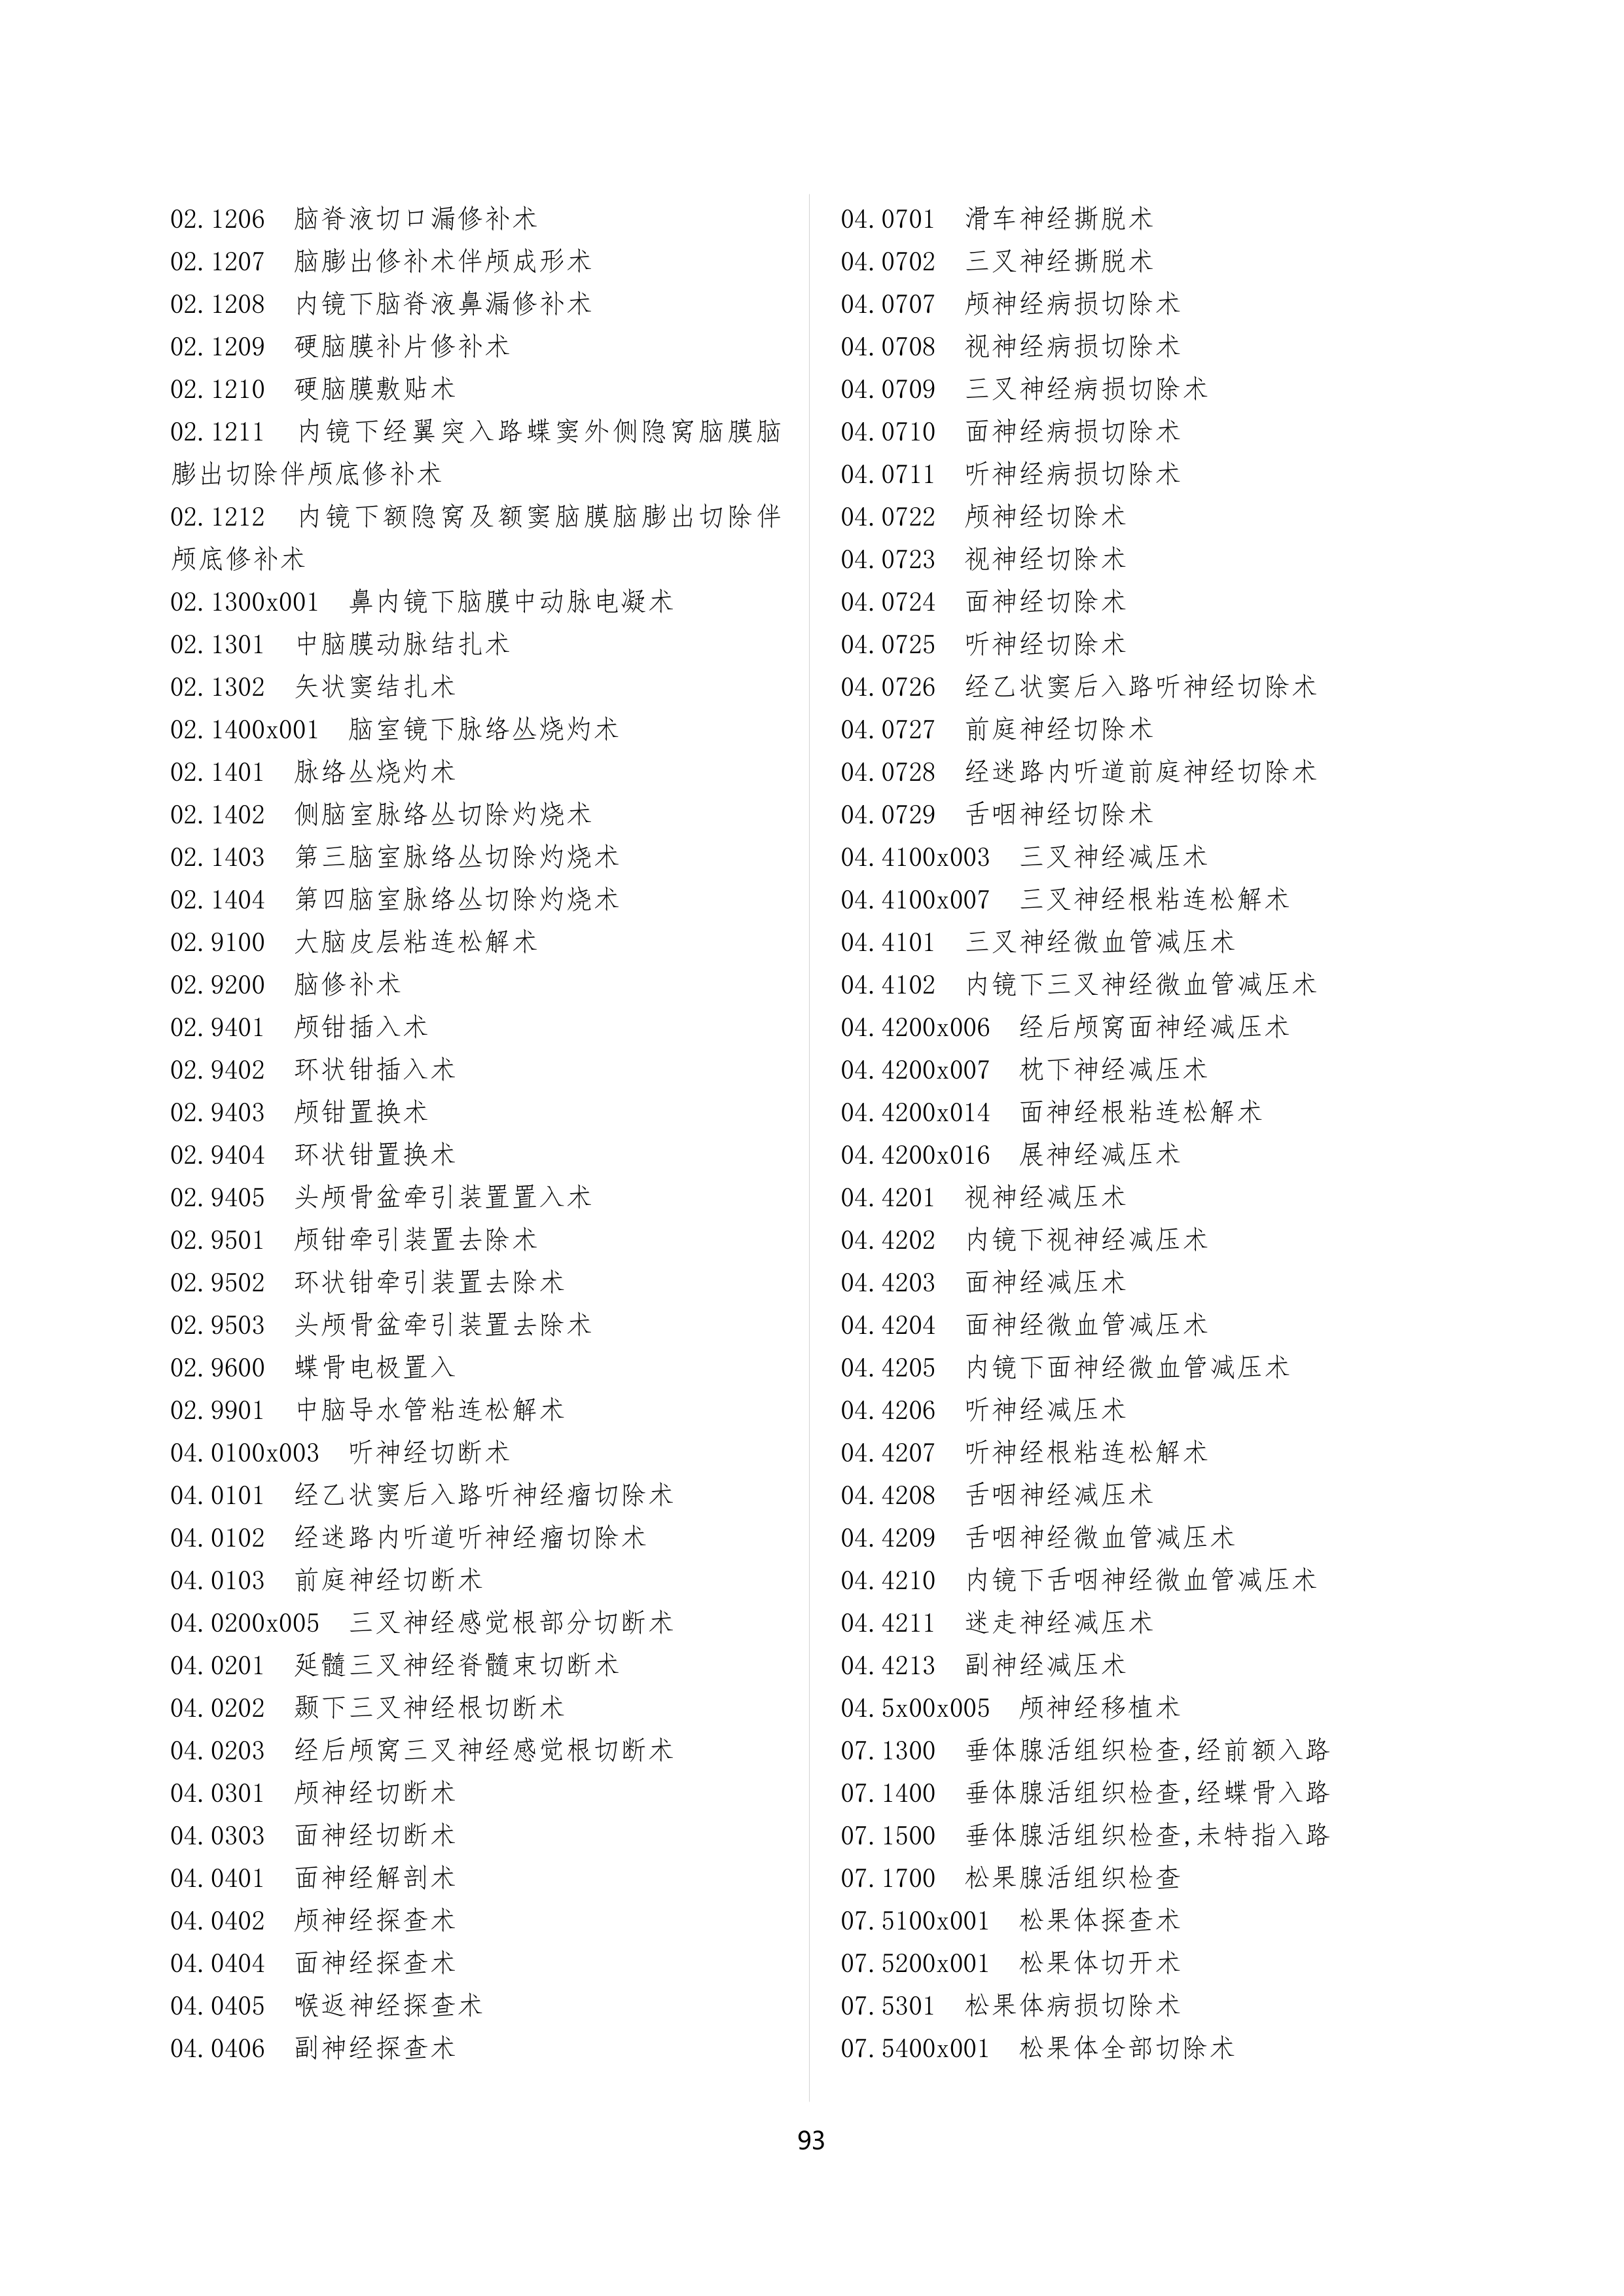 02.1206 脑脊液切口漏修补术
02.1207 脑膨出修补术伴颅成形术
02.1208 内镜下脑脊液鼻漏修补术
02.1209 硬脑膜补片修补术
02.1210 硬脑膜敷贴术
02.1211 内镜下经翼突入路蝶窦外侧隐窝脑膜脑
膨出切除伴颅底修补术
02.1212 内镜下额隐窝及额窦脑膜脑膨出切除伴
颅底修补术
02.1300x001 鼻内镜下脑膜中动脉电凝术
02.1301 中脑膜动脉结扎术
02.1302 矢状窦结扎术
02.1400x001 脑室镜下脉络丛烧灼术
02.1401 脉络丛烧灼术
02.1402 侧脑室脉络丛切除灼烧术
02.1403 第三脑室脉络丛切除灼烧术
02.1404 第四脑室脉络丛切除灼烧术
02.9100 大脑皮层粘连松解术
02.9200 脑修补术
02.9401 颅钳插入术
02.9402 环状钳插入术
02.9403 颅钳置换术
02.9404 环状钳置换术
02.9405 头颅骨盆牵引装置置入术
02.9501 颅钳牵引装置去除术
02.9502 环状钳牵引装置去除术
02.9503 头颅骨盆牵引装置去除术
02.9600 蝶骨电极置入
02.9901 中脑导水管粘连松解术
04.0100x003 听神经切断术
04.0101 经乙状窦后入路听神经瘤切除术
04.0102 经迷路内听道听神经瘤切除术
04.0103 前庭神经切断术
04.0200x005 三叉神经感觉根部分切断术
04.0201 延髓三叉神经脊髓束切断术
04.0202 颞下三叉神经根切断术
04.0203 经后颅窝三叉神经感觉根切断术
04.0301 颅神经切断术
04.0303 面神经切断术
04.0401 面神经解剖术
04.0402 颅神经探查术
04.0404 面神经探查术
04.0405 喉返神经探查术
04.0406 副神经探查术
04.0701 滑车神经撕脱术
04.0702 三叉神经撕脱术
04.0707 颅神经病损切除术
04.0708 视神经病损切除术
04.0709 三叉神经病损切除术
04.0710 面神经病损切除术
04.0711 听神经病损切除术
04.0722 颅神经切除术
04.0723 视神经切除术
04.0724 面神经切除术
04.0725 听神经切除术
04.0726 经乙状窦后入路听神经切除术
04.0727 前庭神经切除术
04.0728 经迷路内听道前庭神经切除术
04.0729 舌咽神经切除术
04.4100x003 三叉神经减压术
04.4100x007 三叉神经根粘连松解术
04.4101 三叉神经微血管减压术
04.4102 内镜下三叉神经微血管减压术
04.4200x006 经后颅窝面神经减压术
04.4200x007 枕下神经减压术
04.4200x014 面神经根粘连松解术
04.4200x016 展神经减压术
04.4201 视神经减压术
04.4202 内镜下视神经减压术
04.4203 面神经减压术
04.4204 面神经微血管减压术
04.4205 内镜下面神经微血管减压术
04.4206 听神经减压术
04.4207 听神经根粘连松解术
04.4208 舌咽神经减压术
04.4209 舌咽神经微血管减压术
04.4210 内镜下舌咽神经微血管减压术
04.4211 迷走神经减压术
04.4213 副神经减压术
04.5x00x005 颅神经移植术
07.1300 垂体腺活组织检查,经前额入路
07.1400 垂体腺活组织检查,经蝶骨入路
07.1500 垂体腺活组织检查,未特指入路
07.1700 松果腺活组织检查
07.5100x001 松果体探查术
07.5200x001 松果体切开术
07.5301 松果体病损切除术
07.5400x001 松果体全部切除术
93